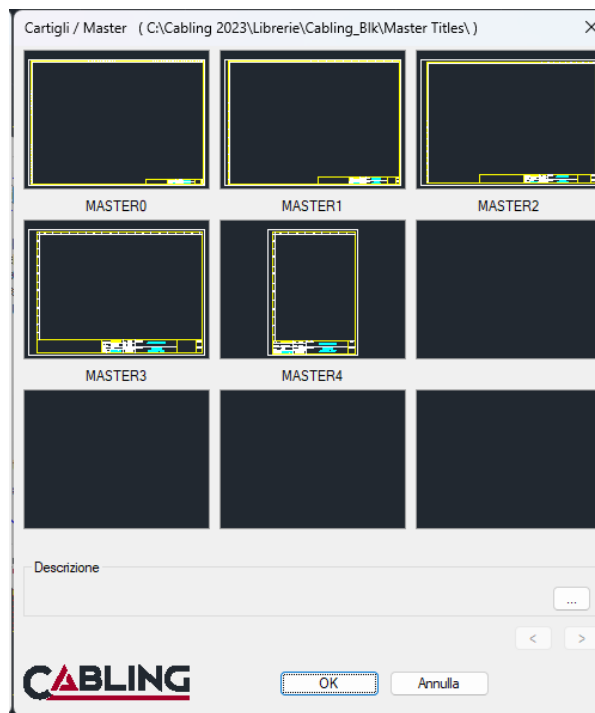 Cartigli / Master ( C:\Cabling 2023\Librerie\Cabling_Blk\Master Titles\ )
MASTER0 MASTER1 MASTER2
MASTER3 MASTER4
Descrizione
...
< >
CABLING OK Annulla